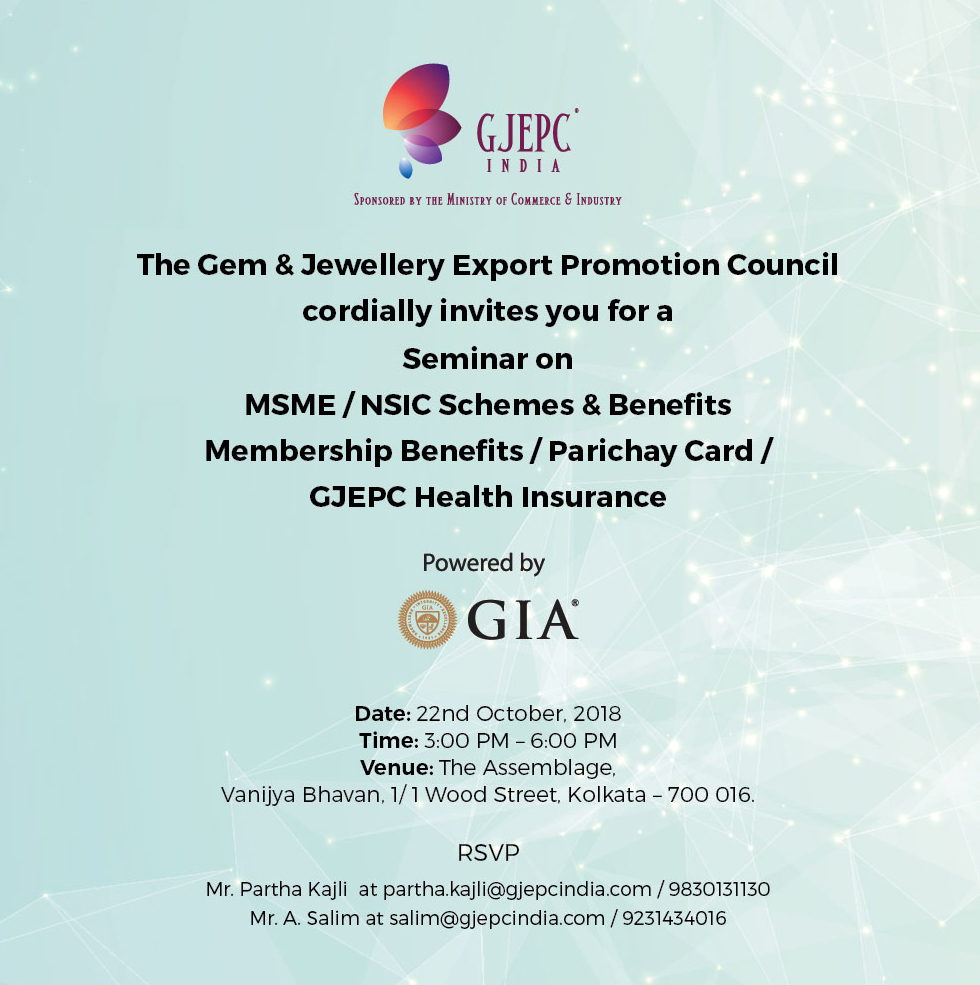 GJEPC®
INDIA
Sponsored by the Ministry of Commerce & Industry
The Gem & Jewellery Export Promotion Council
cordially invites you for a
Seminar on
MSME / NSIC Schemes & Benefits
Membership Benefits / Parichay Card /
GJEPC Health Insurance
Powered by
GIA®
Date: 22nd October, 2018
Time: 3:00 PM – 6:00 PM
Venue: The Assemblage,
Vanijya Bhavan, 1/ 1 Wood Street, Kolkata – 700 016.
RSVP
Mr. Partha Kajli at partha.kajli@gjepcindia.com / 9830131130
Mr. A. Salim at salim@gjepcindia.com / 9231434016